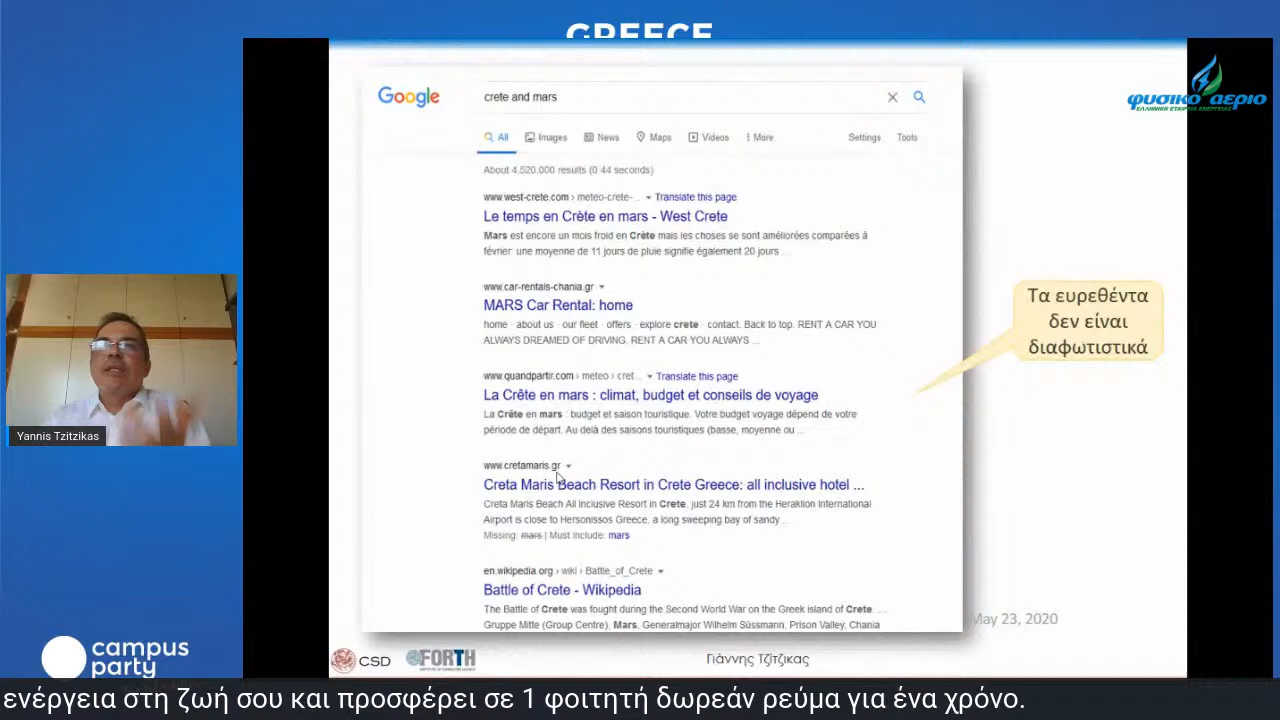 GREECE
φυσικό αέριο
ΕΛΛΗΝΙΚΗ ΕΤΑΙΡΕΙΑ ΕΝΕΡΓΕΙΑΣ
Google
crete and mars
All Images News Maps Videos More Settings Tools
About 4,520,000 results (0.44 seconds)
www.west-crete.com › meteo-crete-... Translate this page
Le temps en Crète en mars - West Crete
Mars est encore un mois froid en Crète mais les choses se sont améliorées comparées à
février: une moyenne de 11 jours de pluie signifie également 20 jours ...
www.car-rentals-chania.gr
MARS Car Rental: home
home · about us · our fleet · offers · explore crete · contact. Back to top. RENT A CAR YOU
ALWAYS DREAMED OF DRIVING. RENT A CAR YOU ALWAYS ...
www.quandpartir.com › meteo › cret... Translate this page
La Crête en mars : climat, budget et conseils de voyage
La Crête en mars : budget et saison touristique. Votre budget voyage dépend de votre
période de départ. Au delà des saisons touristiques (basse, moyenne ou ...
www.cretamaris.gr
Creta Maris Beach Resort in Crete Greece: all inclusive hotel ...
Creta Maris Beach All Inclusive Resort in Crete, just 24 km from the Heraklion International
Airport is close to Hersonissos Greece, a long sweeping bay of sandy ...
Missing: mars | Must include: mars
en.wikipedia.org › wiki › Battle_of_Crete
Battle of Crete - Wikipedia
The Battle of Crete was fought during the Second World War on the Greek island of Crete. ...
Gruppe Mitte (Group Centre), Mars, Generalmajor Wilhelm Süssmann, Prison Valley, Chania
Τα ευρεθέντα
δεν είναι
διαφωτιστικά
Yannis Tzitzikas
May 23, 2020
CSD
FORTH
Γιάννης Τζίτζικας
campus
party
ενέργεια στη ζωή σου και προσφέρει σε 1 φοιτητή δωρεάν ρεύμα για ένα χρόνο.